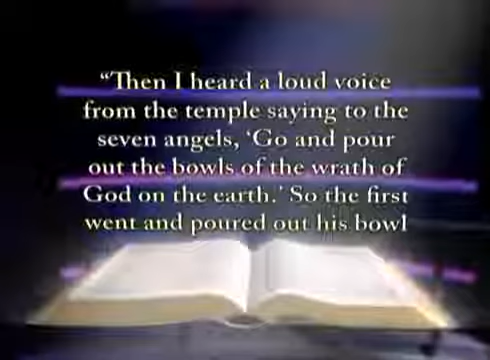 “Then I heard a loud voice
from the temple saying to the
seven angels, ‘Go and pour
out the bowls of the wrath of
God on the earth.’ So the first
went and poured out his bowl